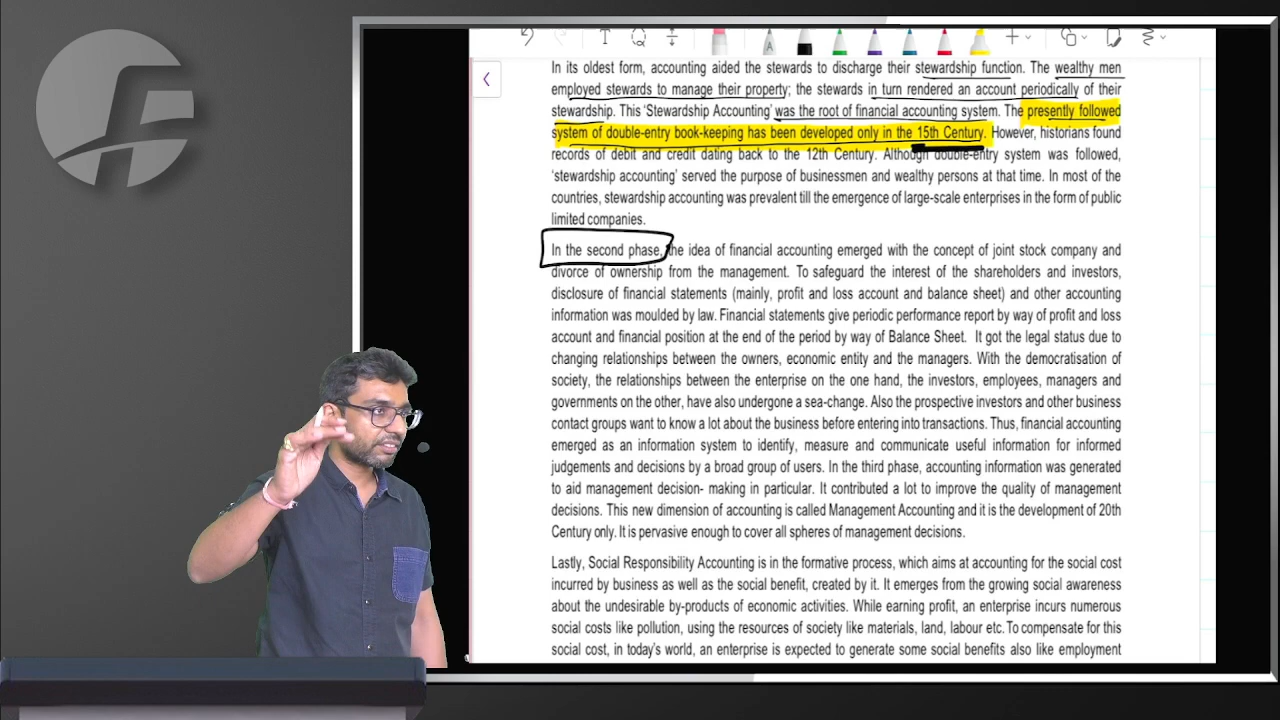 In its oldest form, accounting aided the stewards to discharge their stewardship function. The wealthy men
employed stewards to manage their property; the stewards in turn rendered an account periodically of their
stewardship. This ‘Stewardship Accounting’ was the root of financial accounting system. The presently followed
system of double-entry book-keeping has been developed only in the 15th Century. However, historians found
records of debit and credit dating back to the 12th Century. Although double-entry system was followed,
‘stewardship accounting’ served the purpose of businessmen and wealthy persons at that time. In most of the
countries, stewardship accounting was prevalent till the emergence of large-scale enterprises in the form of public
limited companies.
In the second phase, the idea of financial accounting emerged with the concept of joint stock company and
divorce of ownership from the management. To safeguard the interest of the shareholders and investors,
disclosure of financial statements (mainly, profit and loss account and balance sheet) and other accounting
information was moulded by law. Financial statements give periodic performance report by way of profit and loss
account and financial position at the end of the period by way of Balance Sheet. It got the legal status due to
changing relationships between the owners, economic entity and the managers. With the democratisation of
society, the relationships between the enterprise on the one hand, the investors, employees, managers and
governments on the other, have also undergone a sea-change. Also the prospective investors and other business
contact groups want to know a lot about the business before entering into transactions. Thus, financial accounting
emerged as an information system to identify, measure and communicate useful information for informed
judgements and decisions by a broad group of users. In the third phase, accounting information was generated
to aid management decision- making in particular. It contributed a lot to improve the quality of management
decisions. This new dimension of accounting is called Management Accounting and it is the development of 20th
Century only. It is pervasive enough to cover all spheres of management decisions.
Lastly, Social Responsibility Accounting is in the formative process, which aims at accounting for the social cost
incurred by business as well as the social benefit, created by it. It emerges from the growing social awareness
about the undesirable by-products of economic activities. While earning profit, an enterprise incurs numerous
social costs like pollution, using the resources of society like materials, land, labour etc. To compensate for this
social cost, in today's world, an enterprise is expected to generate some social benefits also like employment